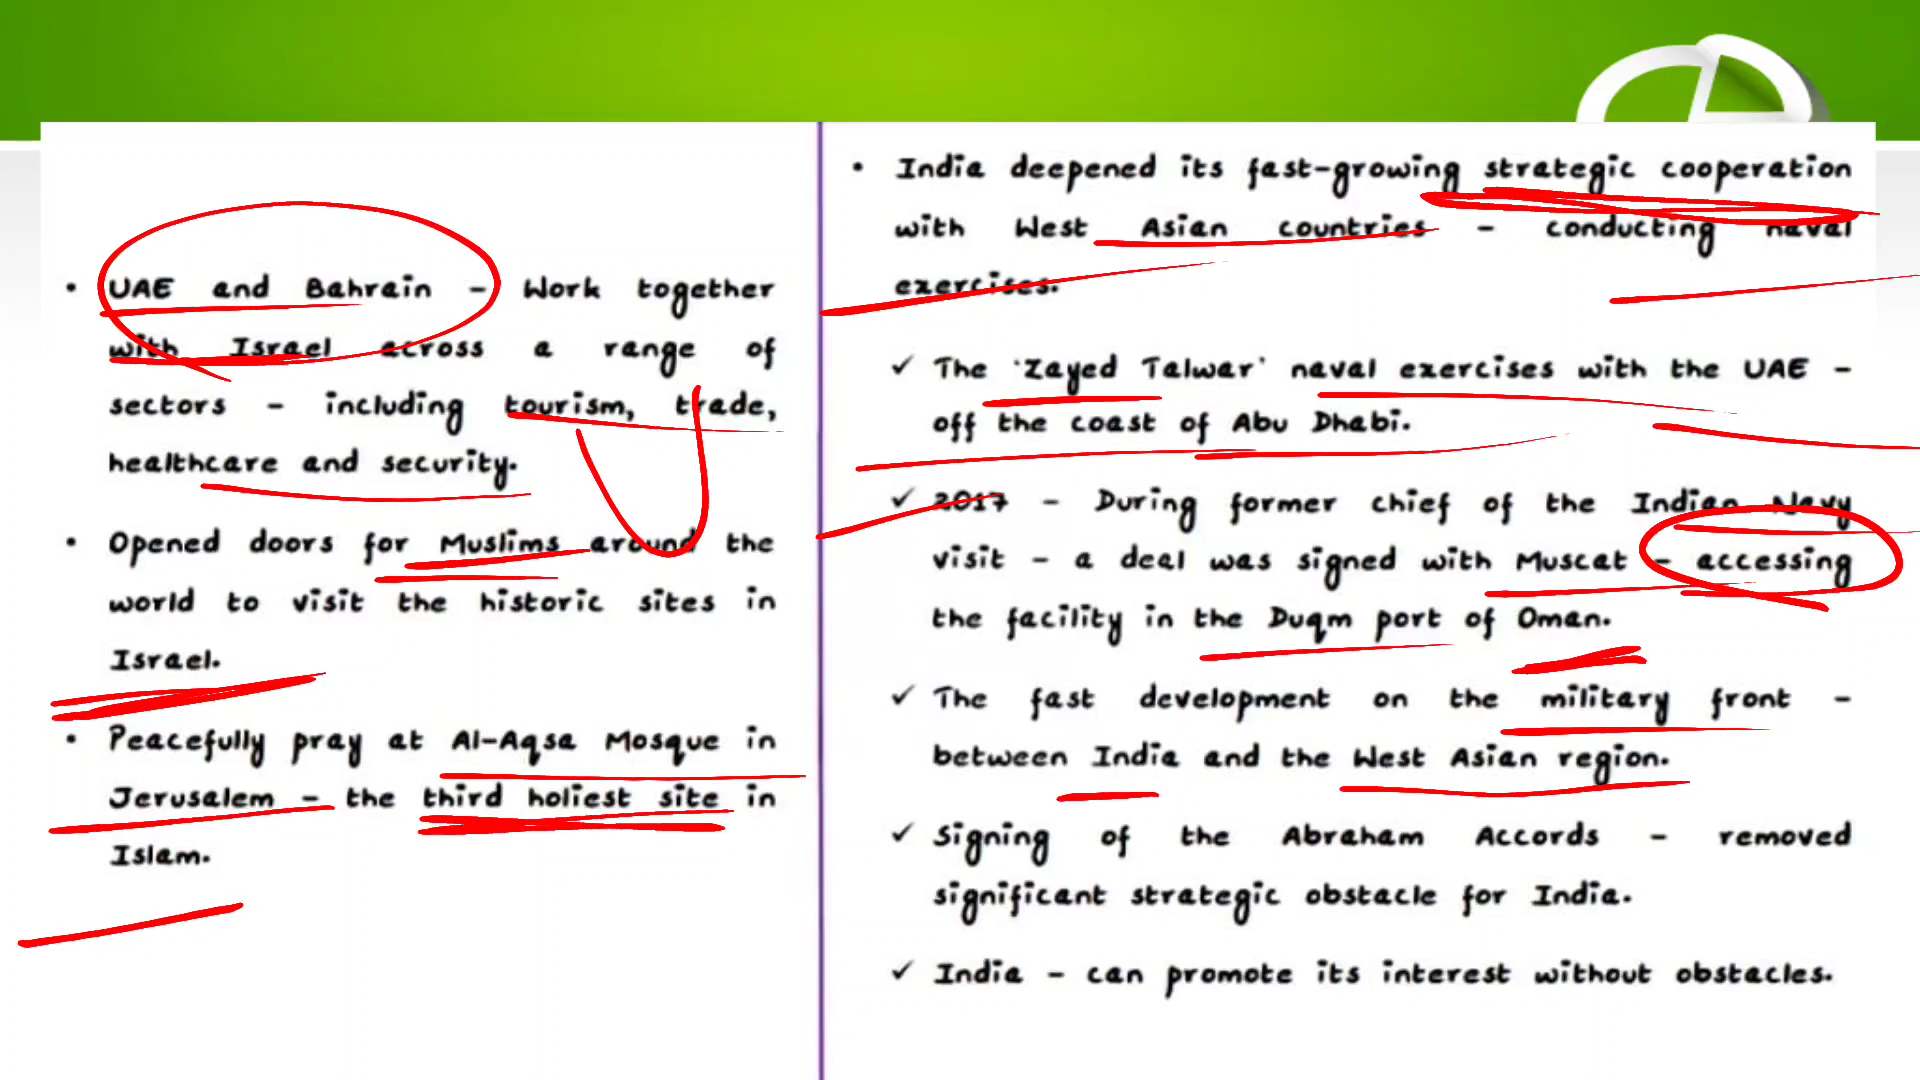 • UAE and Bahrain – Work together
with Israel across a range of
sectors – including tourism, trade,
healthcare and security.
• Opened doors for Muslims around the
world to visit the historic sites in
Israel.
• Peacefully pray at Al-Aqsa Mosque in
Jerusalem – the third holiest site in
Islam.
• India deepened its fast-growing strategic cooperation
with West Asian countries – conducting naval
exercises.
✓ The 'Zayed Talwar' naval exercises with the UAE –
off the coast of Abu Dhabi.
✓ 2017 – During former chief of the Indian Navy
visit – a deal was signed with Muscat – accessing
the facility in the Duqm port of Oman.
✓ The fast development on the military front –
between India and the West Asian region.
✓ Signing of the Abraham Accords – removed
significant strategic obstacle for India.
✓ India – can promote its interest without obstacles.